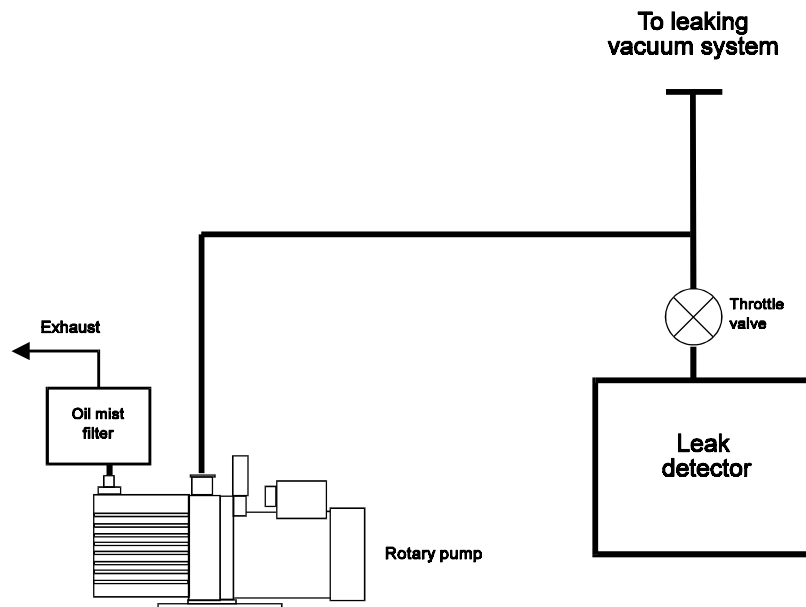 To leaking
vacuum system
Throttle
valve
Exhaust
Oil mist
filter
Leak
detector
Rotary pump